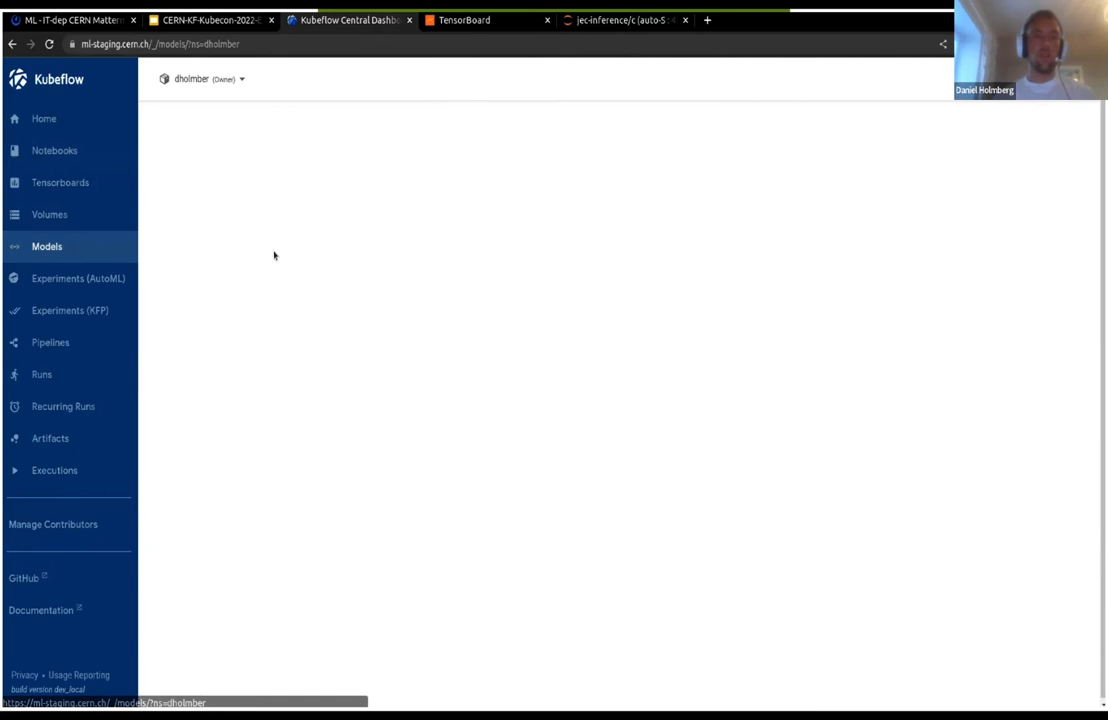 ML - IT-dep CERN Matterm
CERN-KF-Kubecon-2022-E
Kubeflow Central Dashbo
TensorBoard
jec-inference/c (auto-S : 4
ml-staging.cern.ch/_/models/?ns=dholmber
Kubeflow
dholmber (Owner)
Daniel Holmberg
Home
Notebooks
Tensorboards
Volumes
Models
Experiments (AutoML)
Experiments (KFP)
Pipelines
Runs
Recurring Runs
Artifacts
Executions
Manage Contributors
GitHub
Documentation
Privacy • Usage Reporting
build version dev_local
https://ml-staging.cern.ch/_/models/?ns=dholmber